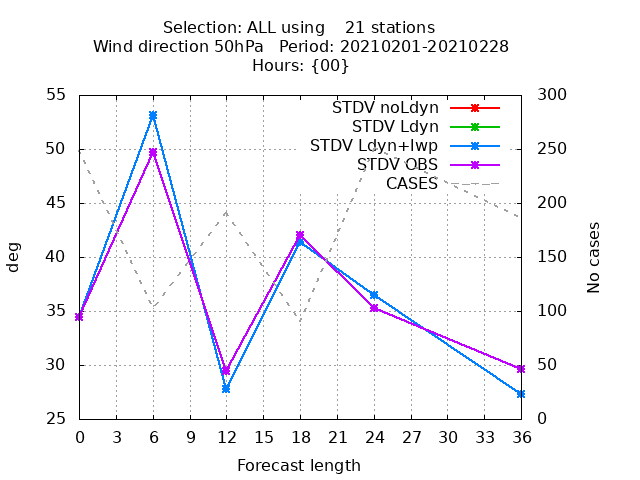 Selection: ALL using    21 stations
Wind direction 50hPa   Period: 20210201-20210228
Hours: {00}
STDV noLdyn
STDV Ldyn
STDV Ldyn+lwp
STDV OBS
CASES
55
50
45
40
35
30
25
300
250
200
150
100
50
0
deg
No cases
0 3 6 9 12 15 18 21 24 27 30 33 36
Forecast length